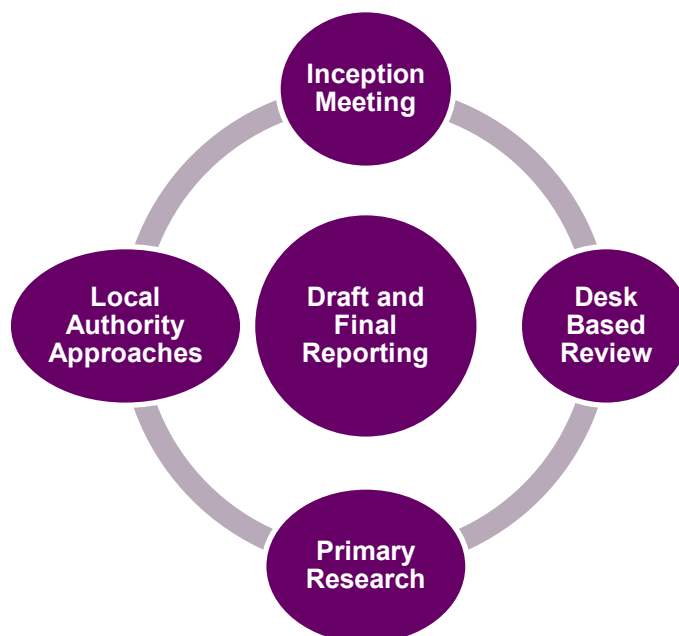 Inception
Meeting
Local
Authority
Approaches
Draft and
Final
Reporting
Desk
Based
Review
Primary
Research